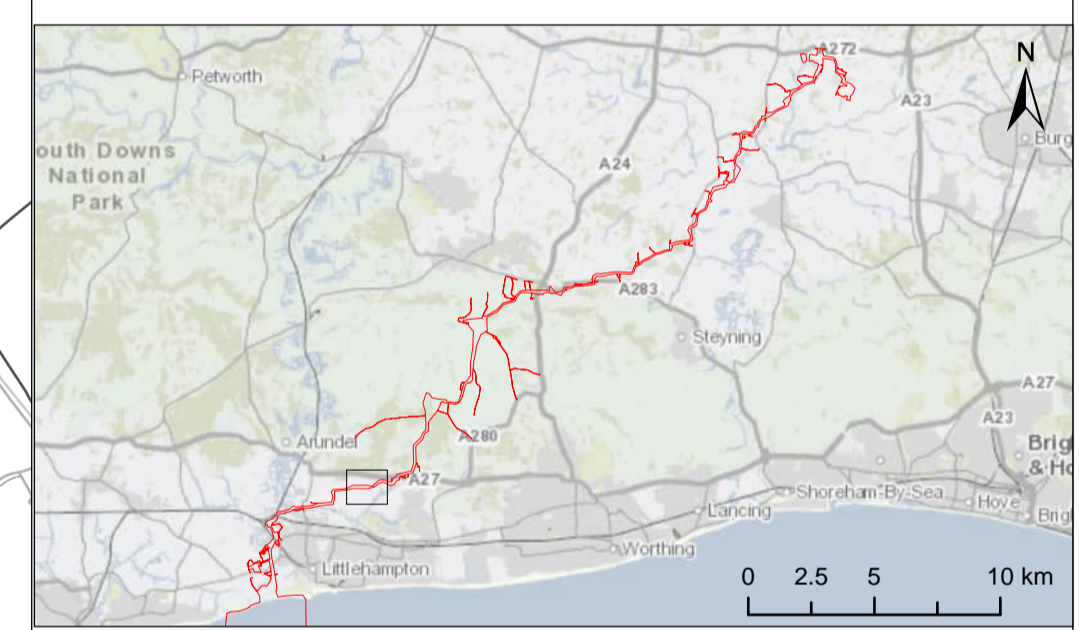 A272
N
Petworth
A23
Burg
outh Downs
National
Park
A24
A283
Steyning
A27
A23
Arundel
A280
Brig
& Ho
A27
Shoreham-By-Sea
Hove
Lancing
Brig
Worthing
Littlehampton
0 2.5 5 10 km